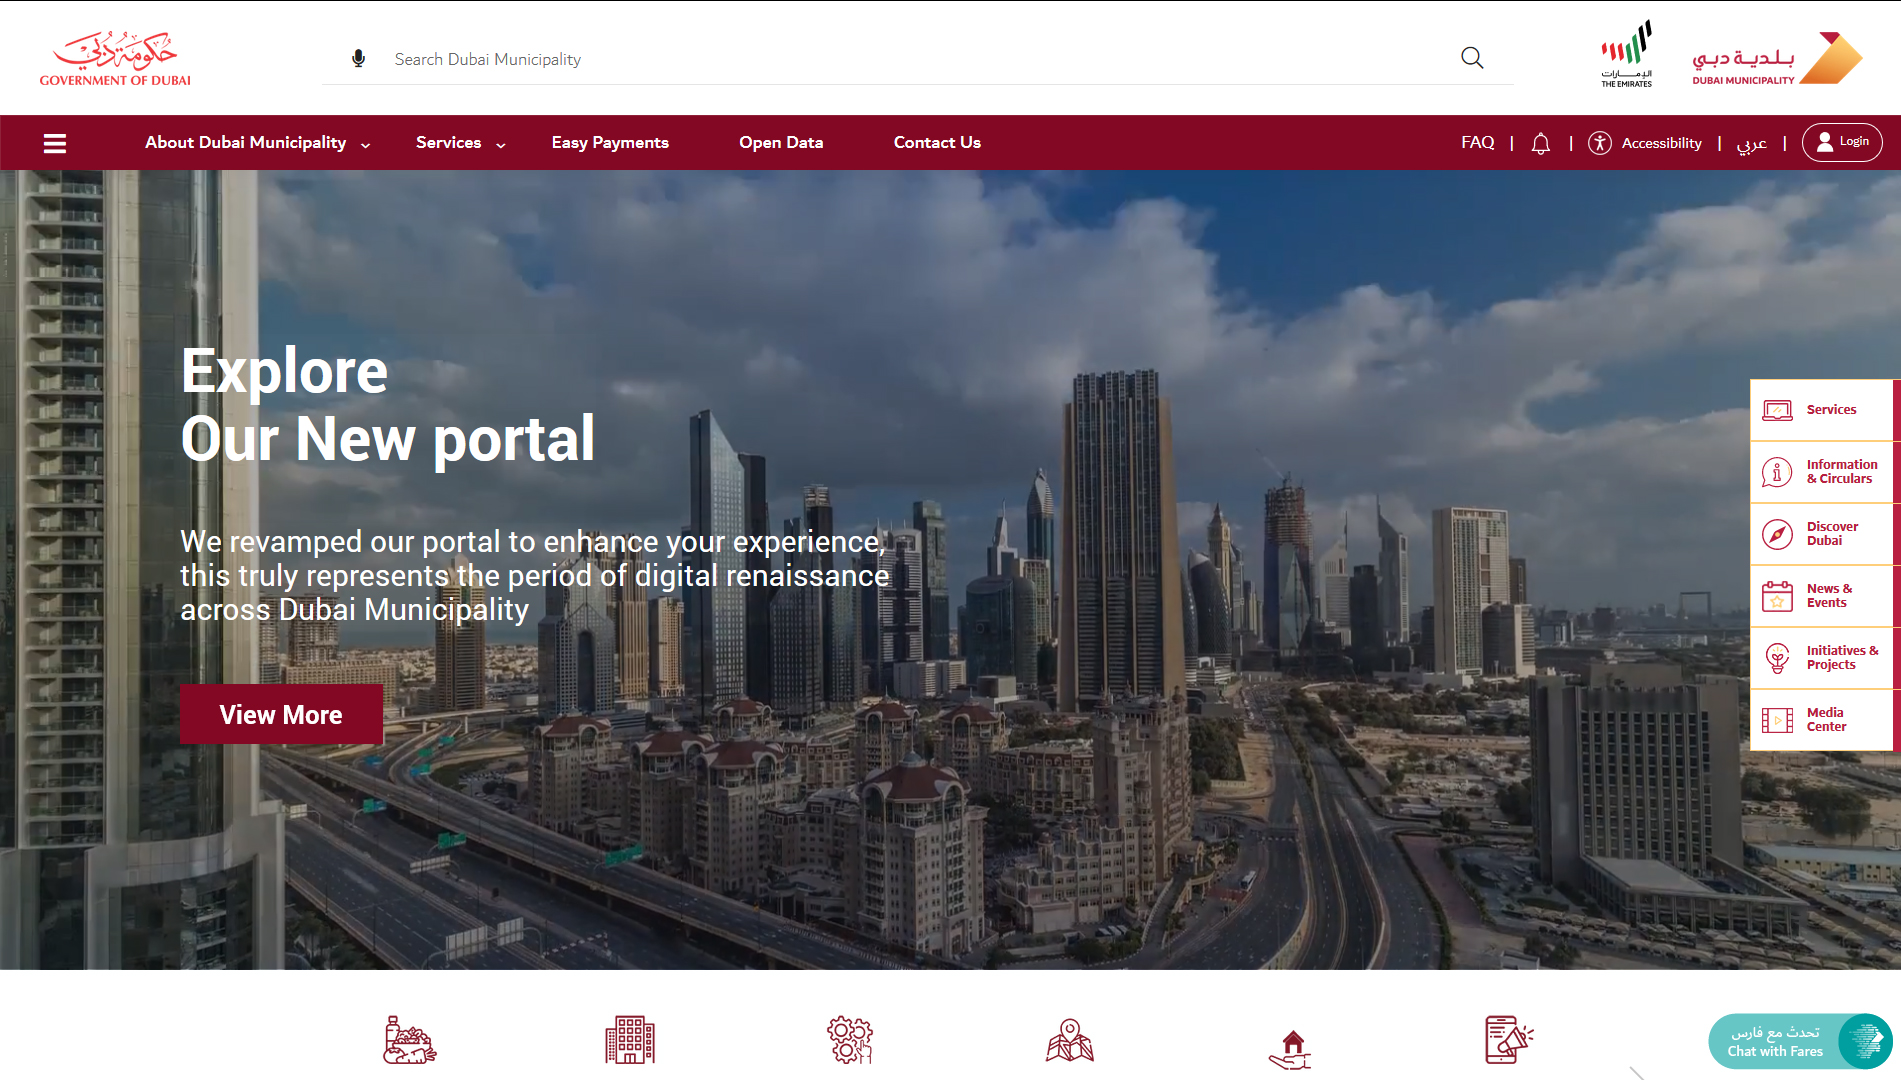 حكومة دبي
GOVERNMENT OF DUBAI
Search Dubai Municipality
الإمارات
THE EMIRATES
بلدية دبي
DUBAI MUNICIPALITY
About Dubai Municipality
Services
Easy Payments
Open Data
Contact Us
FAQ | | Accessibility | عربي | Login
Explore
Our New portal
We revamped our portal to enhance your experience,
this truly represents the period of digital renaissance
across Dubai Municipality
View More
Services
Information
& Circulars
Discover
Dubai
News &
Events
Initiatives &
Projects
Media
Center
تحدث مع فارس
Chat with Fares